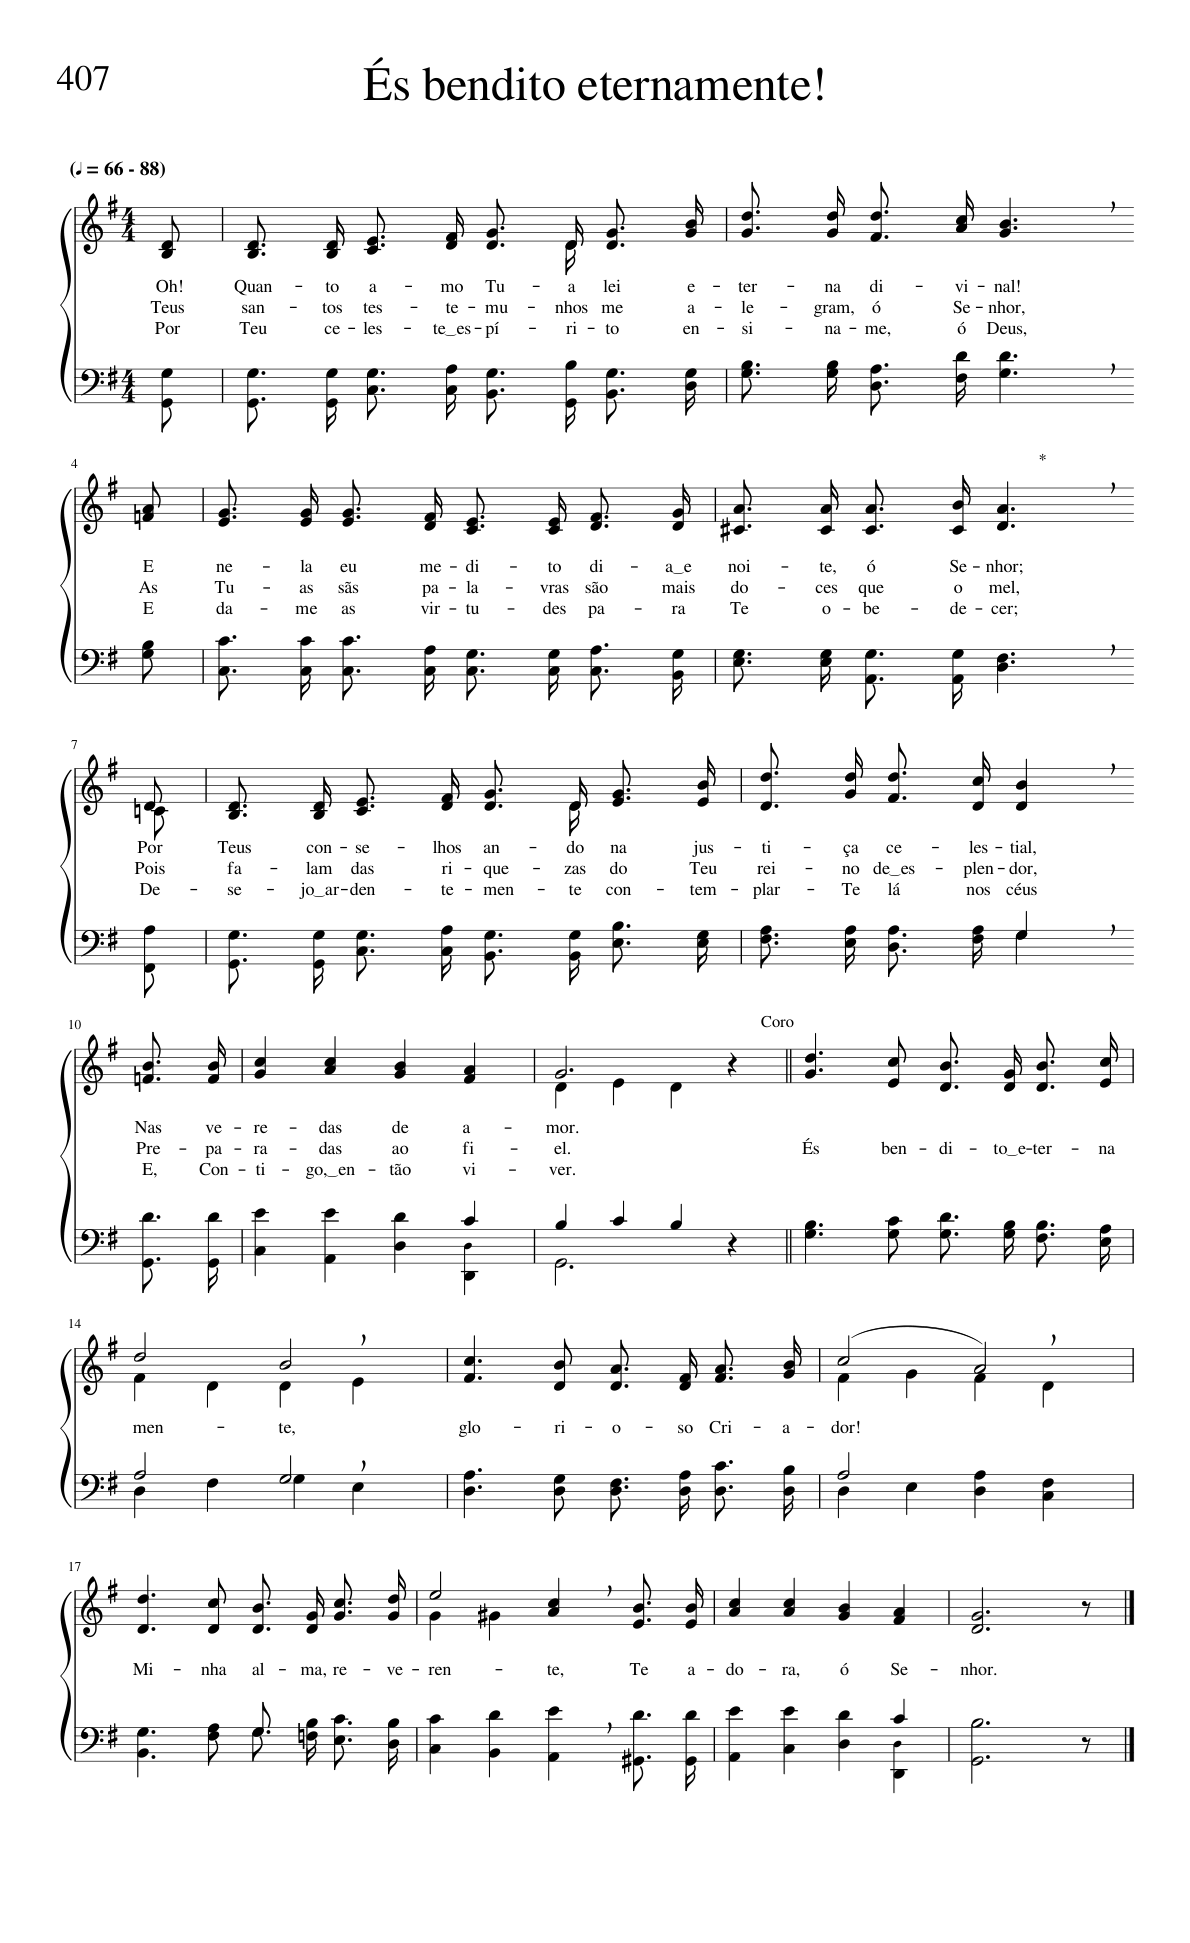 407
És bendito eternamente!
(♩ = 66 - 88)
Oh! Quan - to a - mo Tu - a lei e - ter - na di - vi - nal!
Teus san - tos tes - te - mu - nhos me a - le - gram, ó Se - nhor,
Por Teu ce - les - te‿es - pí - ri - to en - si - na - me, ó Deus,
4
*
E ne - la eu me - di - to di - a‿e noi - te, ó Se - nhor;
As Tu - as sãs pa - la - vras são mais do - ces que o mel,
E da - me as vir - tu - des pa - ra Te o - be - de - cer;
7
Por Teus con - se - lhos an - do na jus - ti - ça ce - les - tial,
Pois fa - lam das ri - que - zas do Teu rei - no de‿es - plen - dor,
De - se - jo‿ar - den - te - men - te con - tem - plar - Te lá nos céus
10
Coro
Nas ve - re - das de a - mor.
Pre - pa - ra - das ao fi - el. És ben - di - to‿e - ter - na
E, Con - ti - go,‿en - tão vi - ver.
14
men - te, glo - ri - o - so Cri - a - dor!
17
Mi - nha al - ma, re - ve - ren - te, Te a - do - ra, ó Se - nhor.